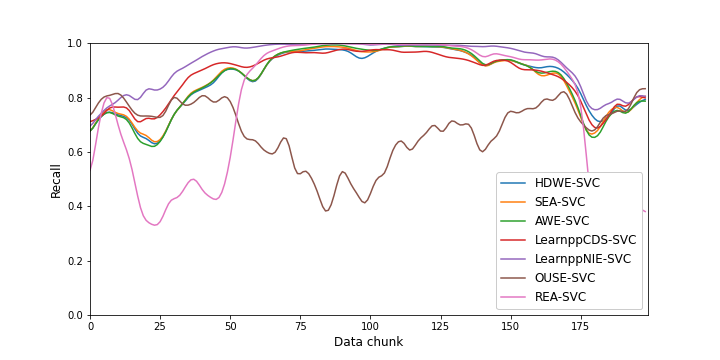 1.0
0.8
0.6
0.4
0.2
0.0
Recall
0
25
50
75
100
125
150
175
Data chunk
HDWE-SVC
SEA-SVC
AWE-SVC
LearnppCDS-SVC
LearnppNIE-SVC
OUSE-SVC
REA-SVC